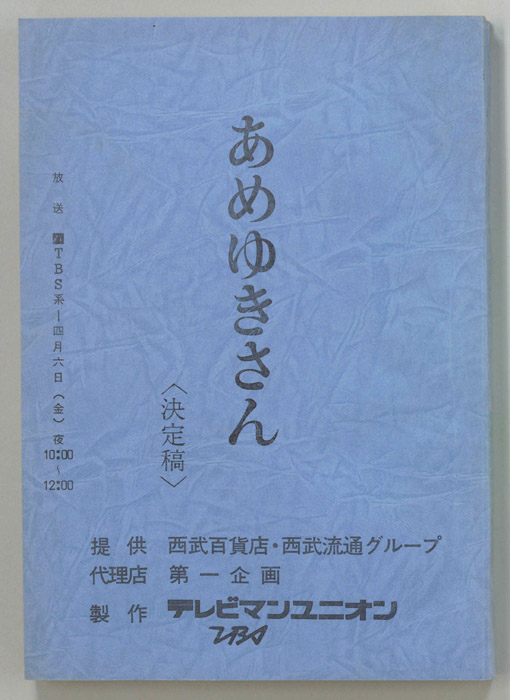 あめゆきさん
〈決定稿〉
放送 TBS系―四月六日(金)夜
10:00
〜
12:00
提供 西武百貨店・西武流通グループ
代理店 第一企画
製作 テレビマンユニオン
TBS